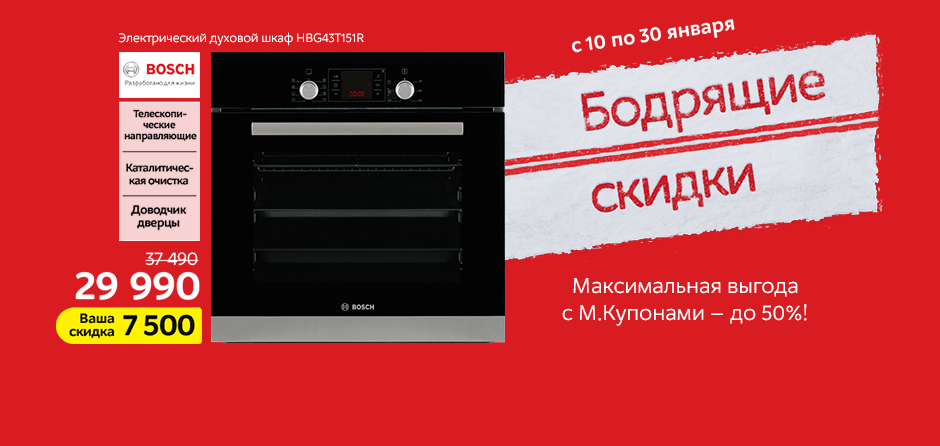 Электрический духовой шкаф HBG43T151R
BOSCH
Разработано для жизни
Телескопи-
ческие
направляющие
Каталитичес-
кая очистка
Доводчик
дверцы
37 490
29 990
Ваша
скидка 7 500
BOSCH
с 10 по 30 января
Бодрящие
скидки
Максимальная выгода
с М.Купонами – до 50%!